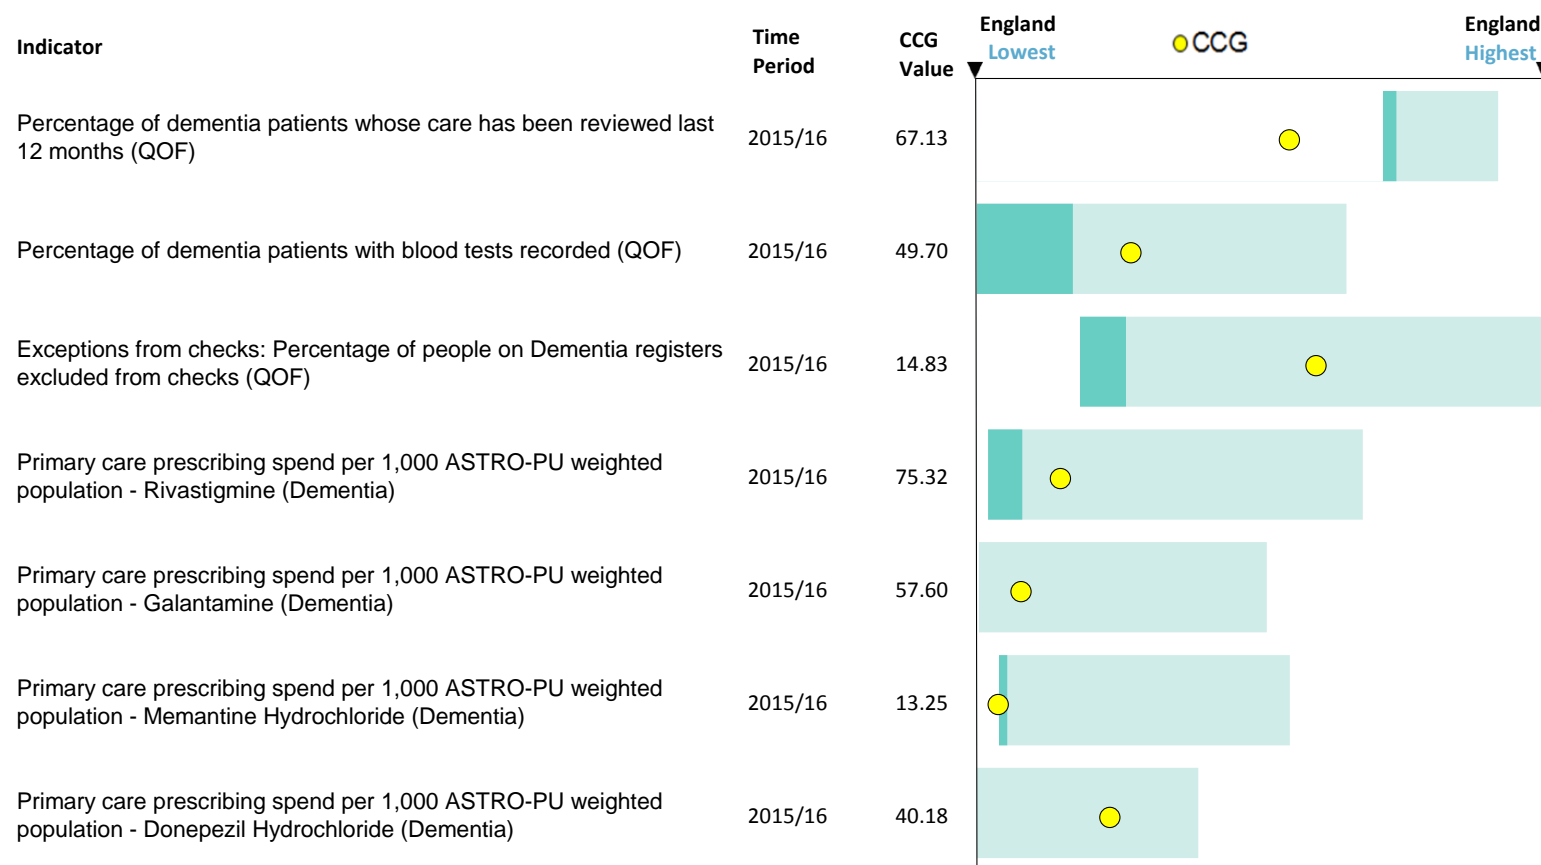 Indicator
Time Period
CCG Value
England Lowest
CCG
England Highest
Percentage of dementia patients whose care has been reviewed last
12 months (QOF)
2015/16
67.13
Percentage of dementia patients with blood tests recorded (QOF)
2015/16
49.70
Exceptions from checks: Percentage of people on Dementia registers
excluded from checks (QOF)
2015/16
14.83
Primary care prescribing spend per 1,000 ASTRO-PU weighted
population - Rivastigmine (Dementia)
2015/16
75.32
Primary care prescribing spend per 1,000 ASTRO-PU weighted
population - Galantamine (Dementia)
2015/16
57.60
Primary care prescribing spend per 1,000 ASTRO-PU weighted
population - Memantine Hydrochloride (Dementia)
2015/16
13.25
Primary care prescribing spend per 1,000 ASTRO-PU weighted
population - Donepezil Hydrochloride (Dementia)
2015/16
40.18